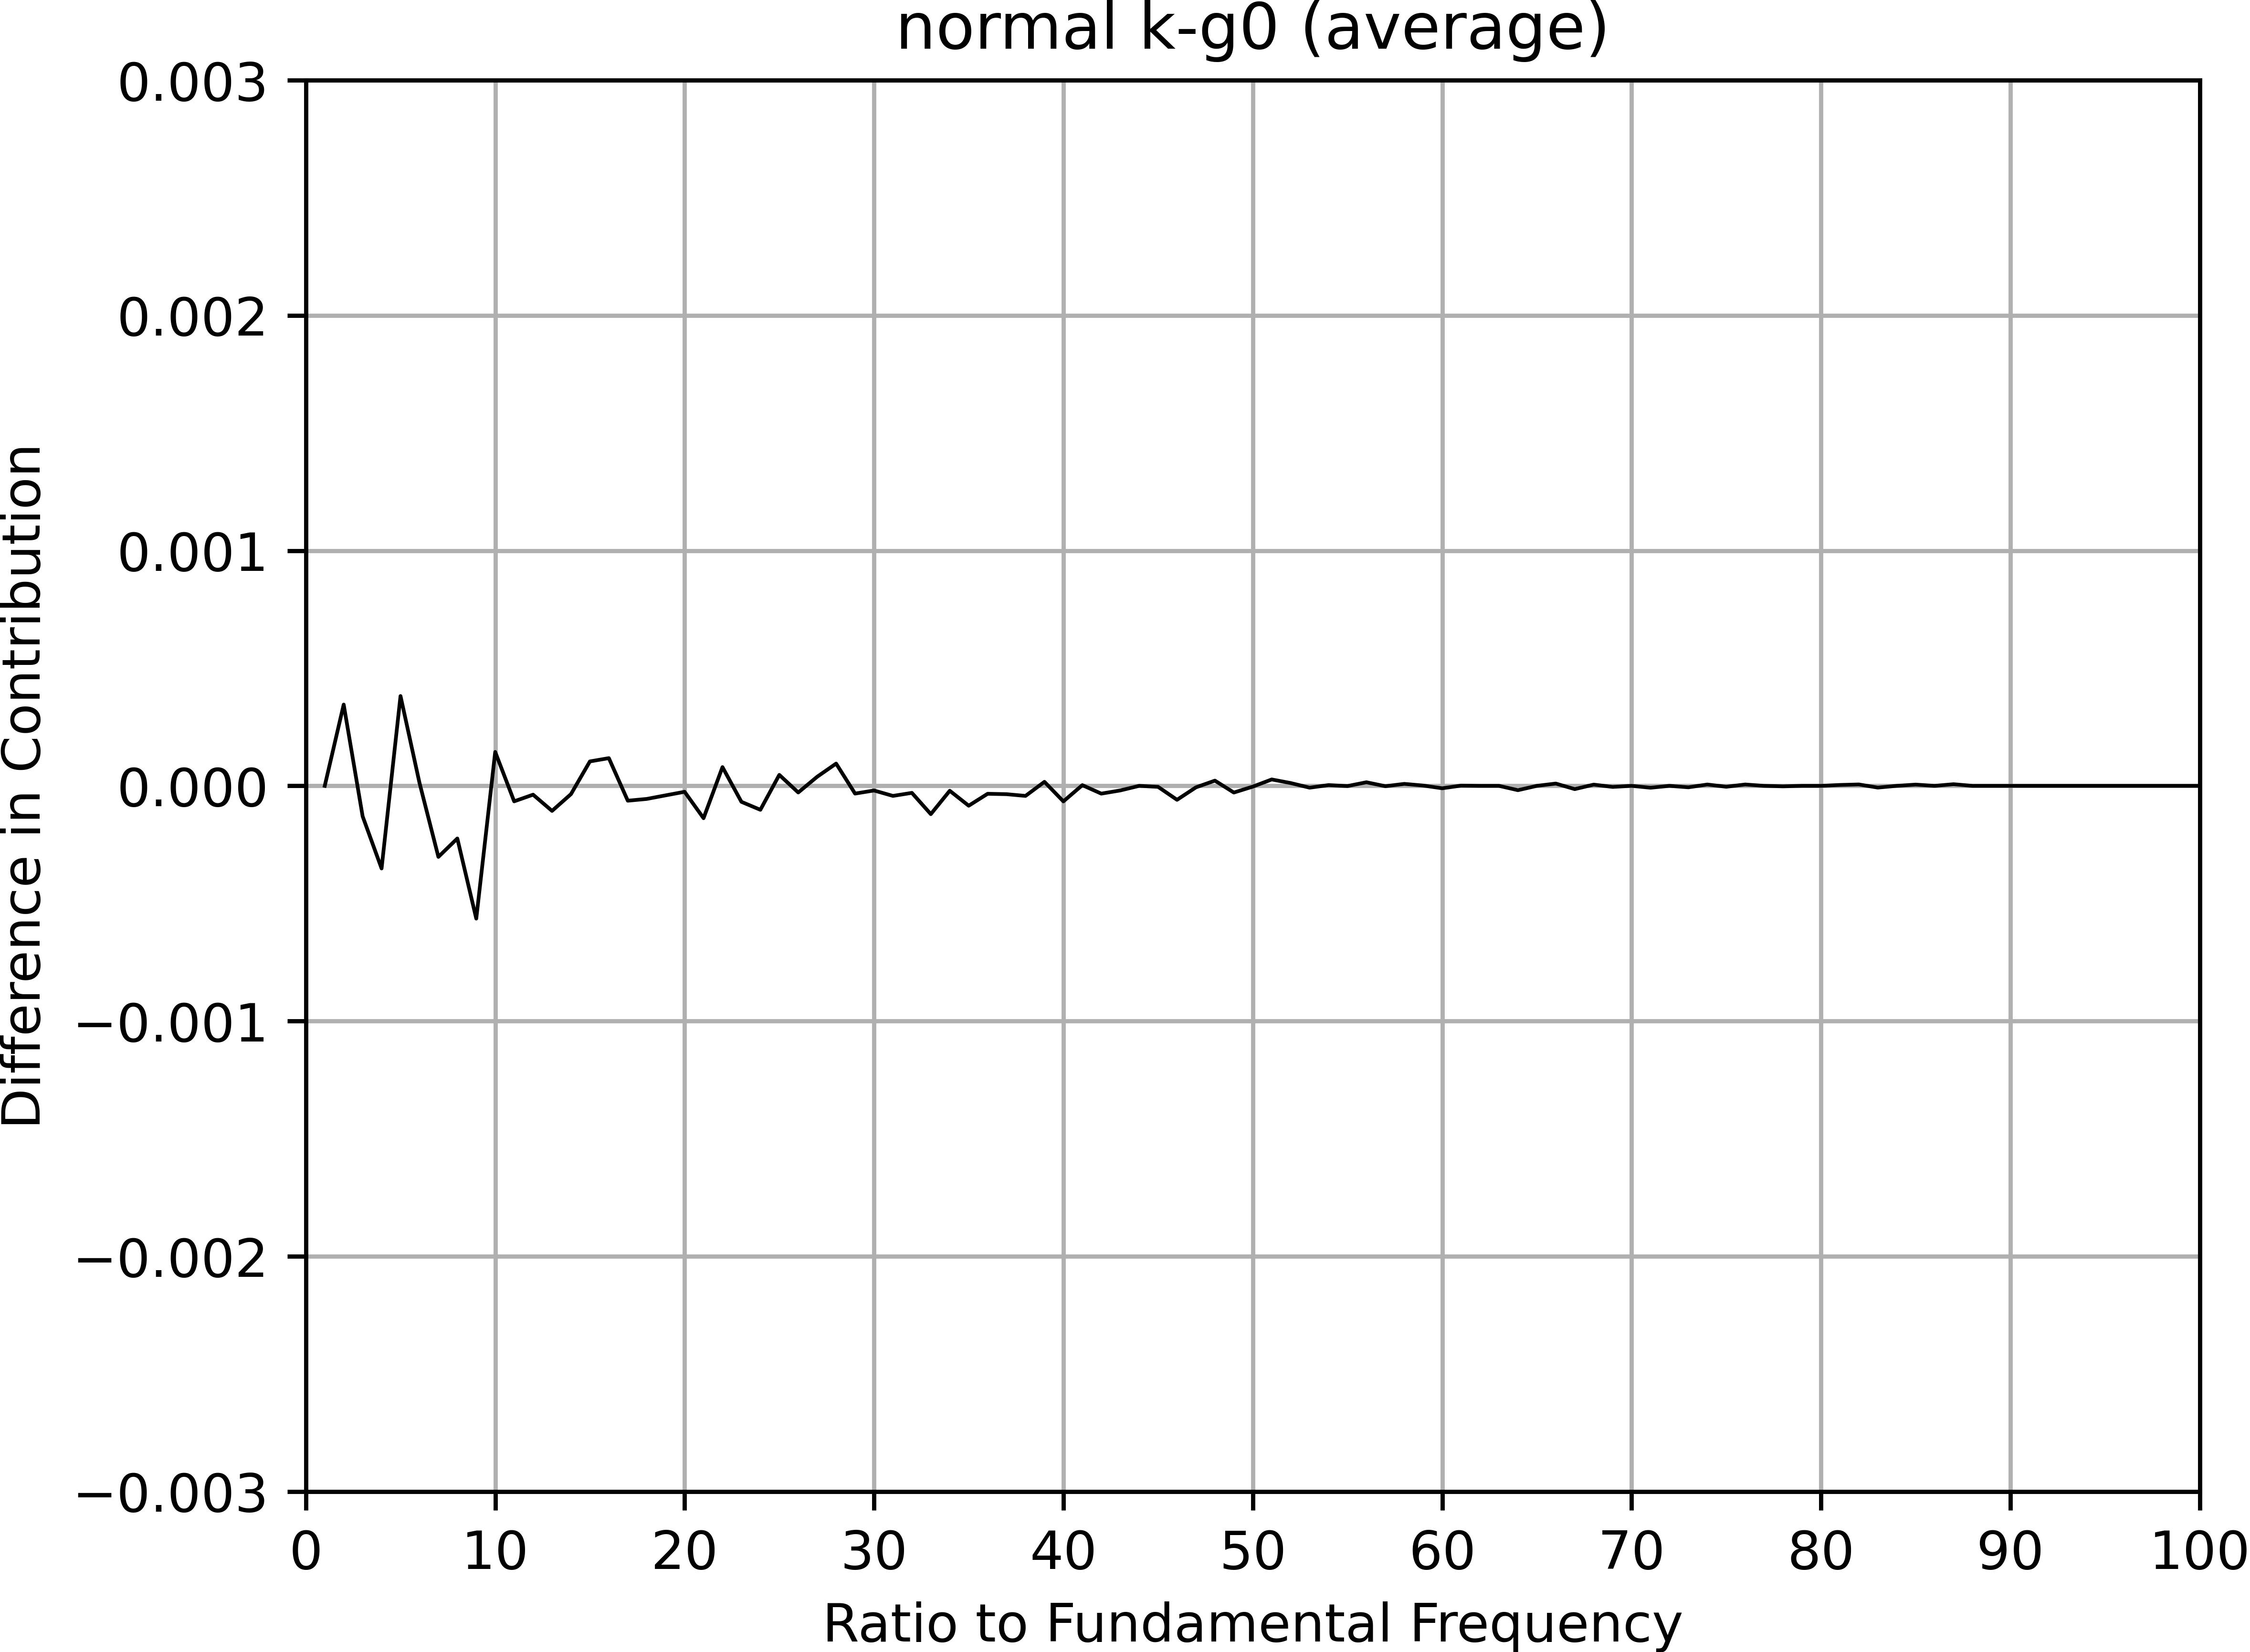 normal k-g0 (average)
0.003
0.002
0.001
0.000
−0.001
−0.002
−0.003
Difference in Contribution
0 10 20 30 40 50 60 70 80 90 100
Ratio to Fundamental Frequency